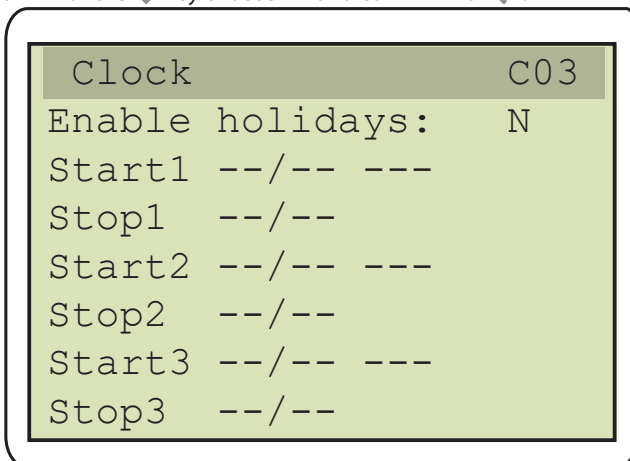 Clock C03
Enable holidays: N
Start1 --/-- ---
Stop1 --/--
Start2 --/-- ---
Stop2 --/--
Start3 --/-- ---
Stop3 --/--